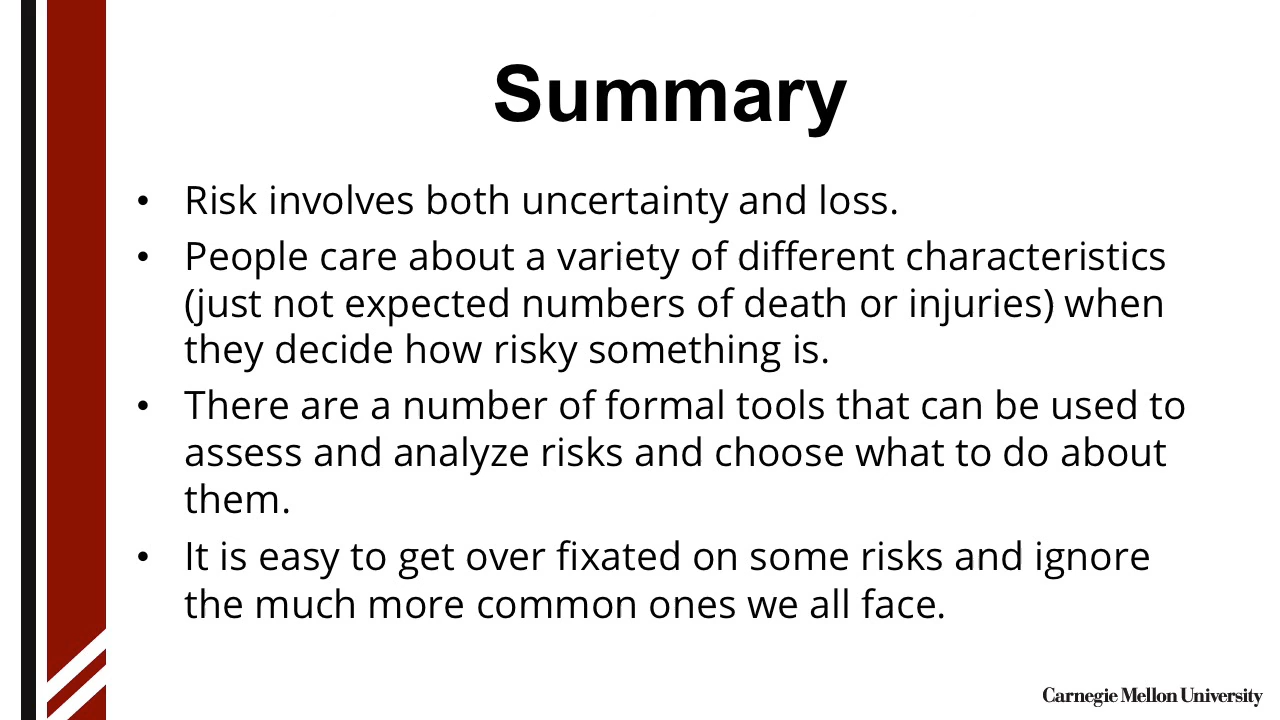 Summary
• Risk involves both uncertainty and loss.
• People care about a variety of different characteristics
(just not expected numbers of death or injuries) when
they decide how risky something is.
• There are a number of formal tools that can be used to
assess and analyze risks and choose what to do about
them.
• It is easy to get over fixated on some risks and ignore
the much more common ones we all face.
Carnegie Mellon University